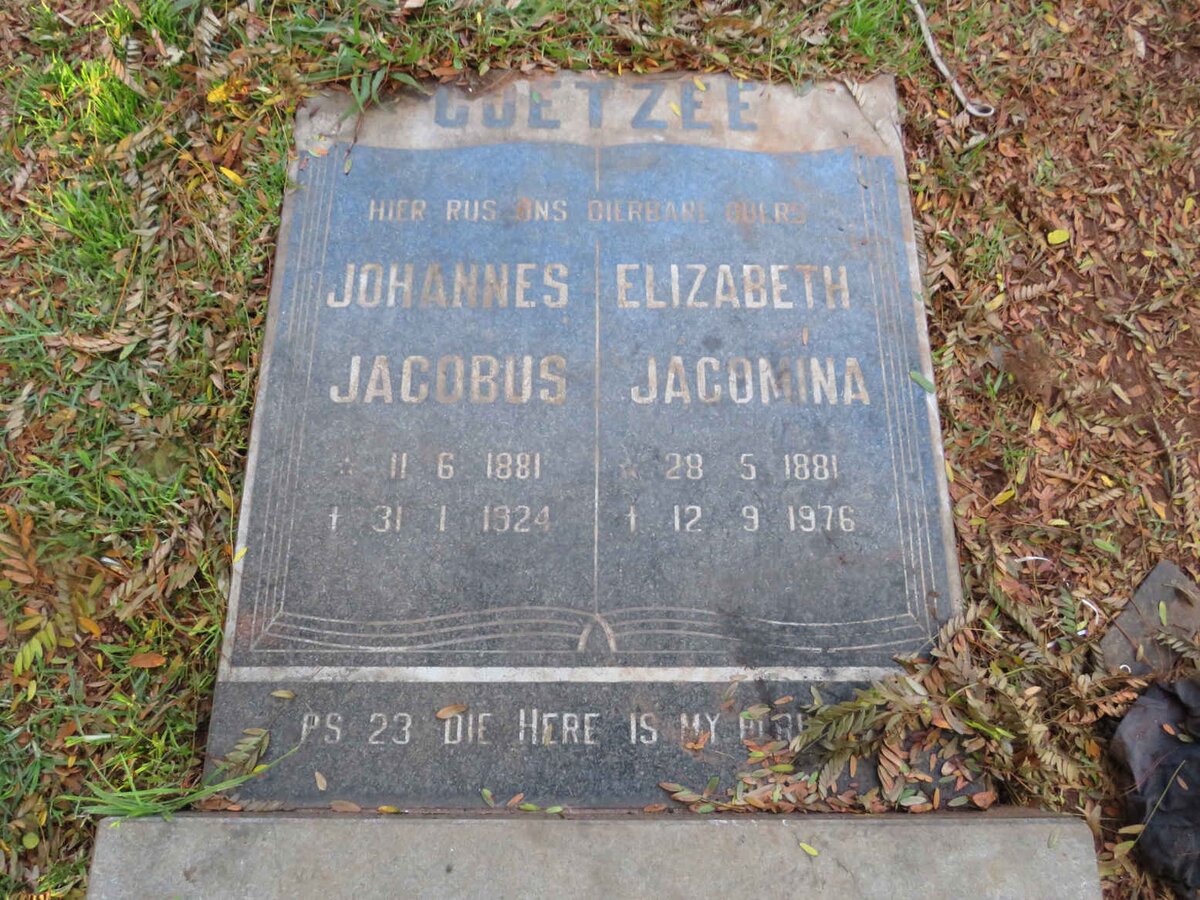 COETZEE
HIER RUS ONS DIERBARE OUERS
JOHANNES ELIZABETH
JACOBUS JACOMINA
☆ 11 6 1881 ☆ 28 5 1881
† 31 1 1924 † 12 9 1976
PS 23 DIE HERE IS MY